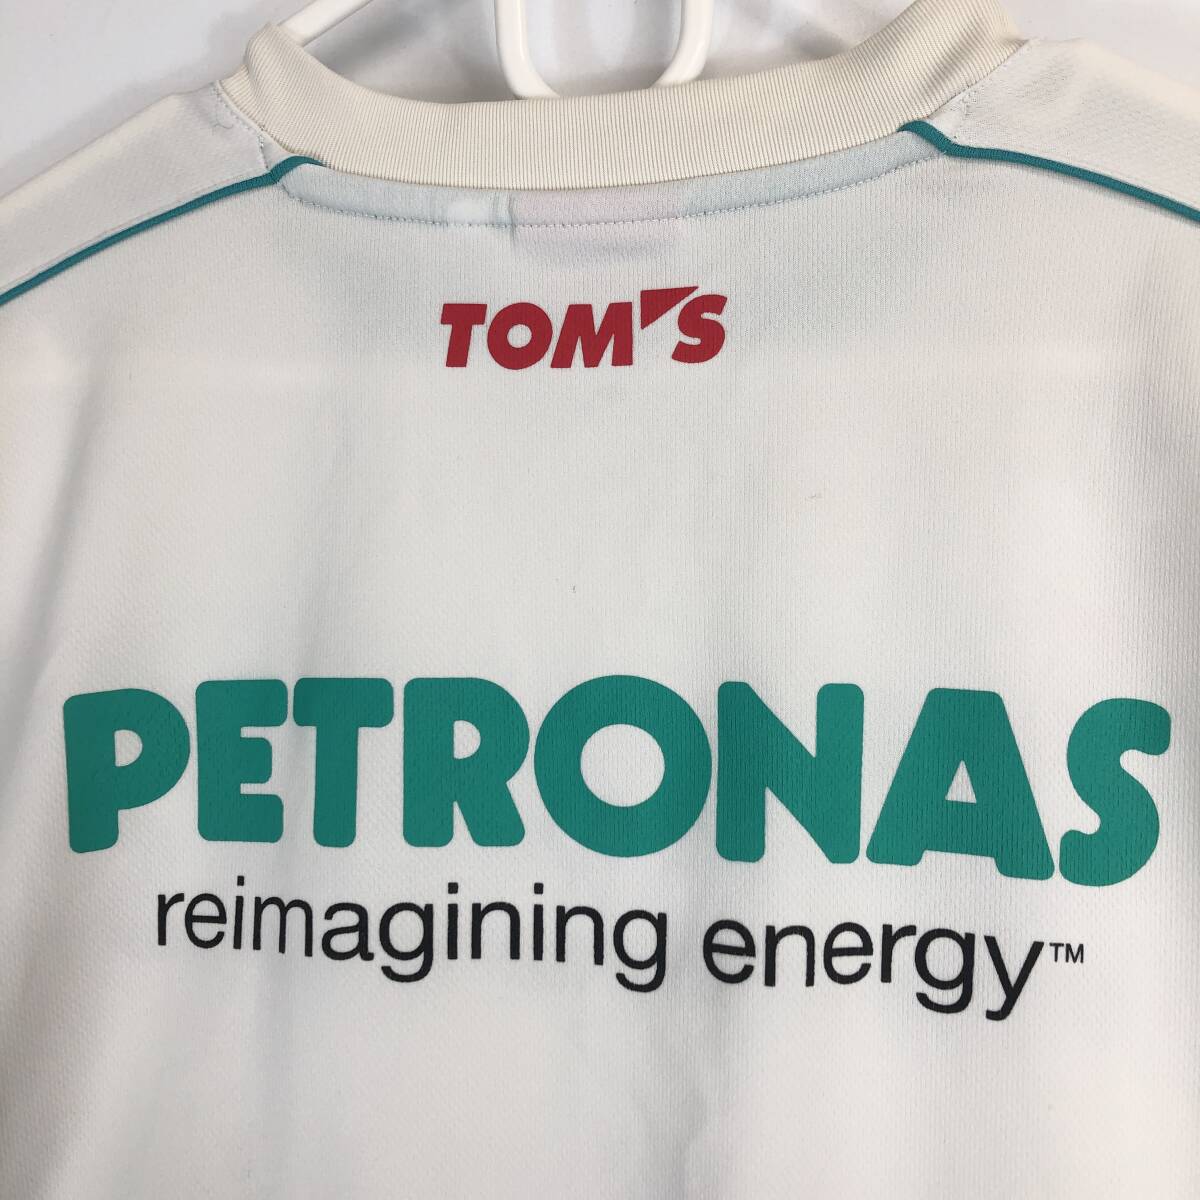 TOM'S
PETRONAS
reimagining energy™